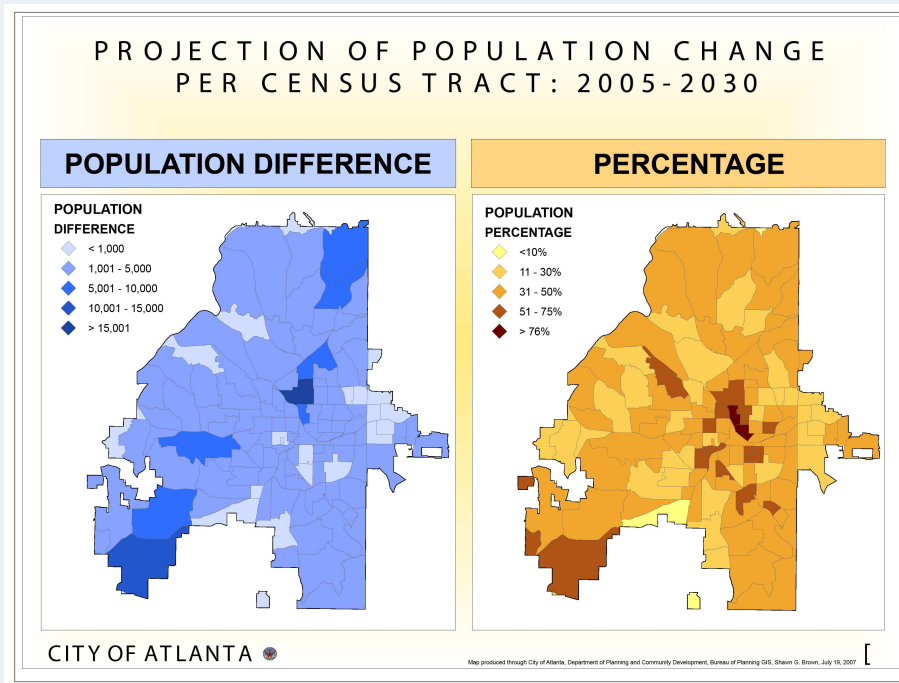 PROJECTION OF POPULATION CHANGE
PER CENSUS TRACT: 2005-2030
POPULATION DIFFERENCE
PERCENTAGE
POPULATION
DIFFERENCE
< 1,000
1,001 - 5,000
5,001 - 10,000
10,001 - 15,000
> 15,001
POPULATION
PERCENTAGE
<10%
11 - 30%
31 - 50%
51 - 75%
> 76%
CITY OF ATLANTA
Map produced through City of Atlanta, Department of Planning and Community Development, Bureau of Planning GIS, Shawn G. Brown, July 19, 2007
[